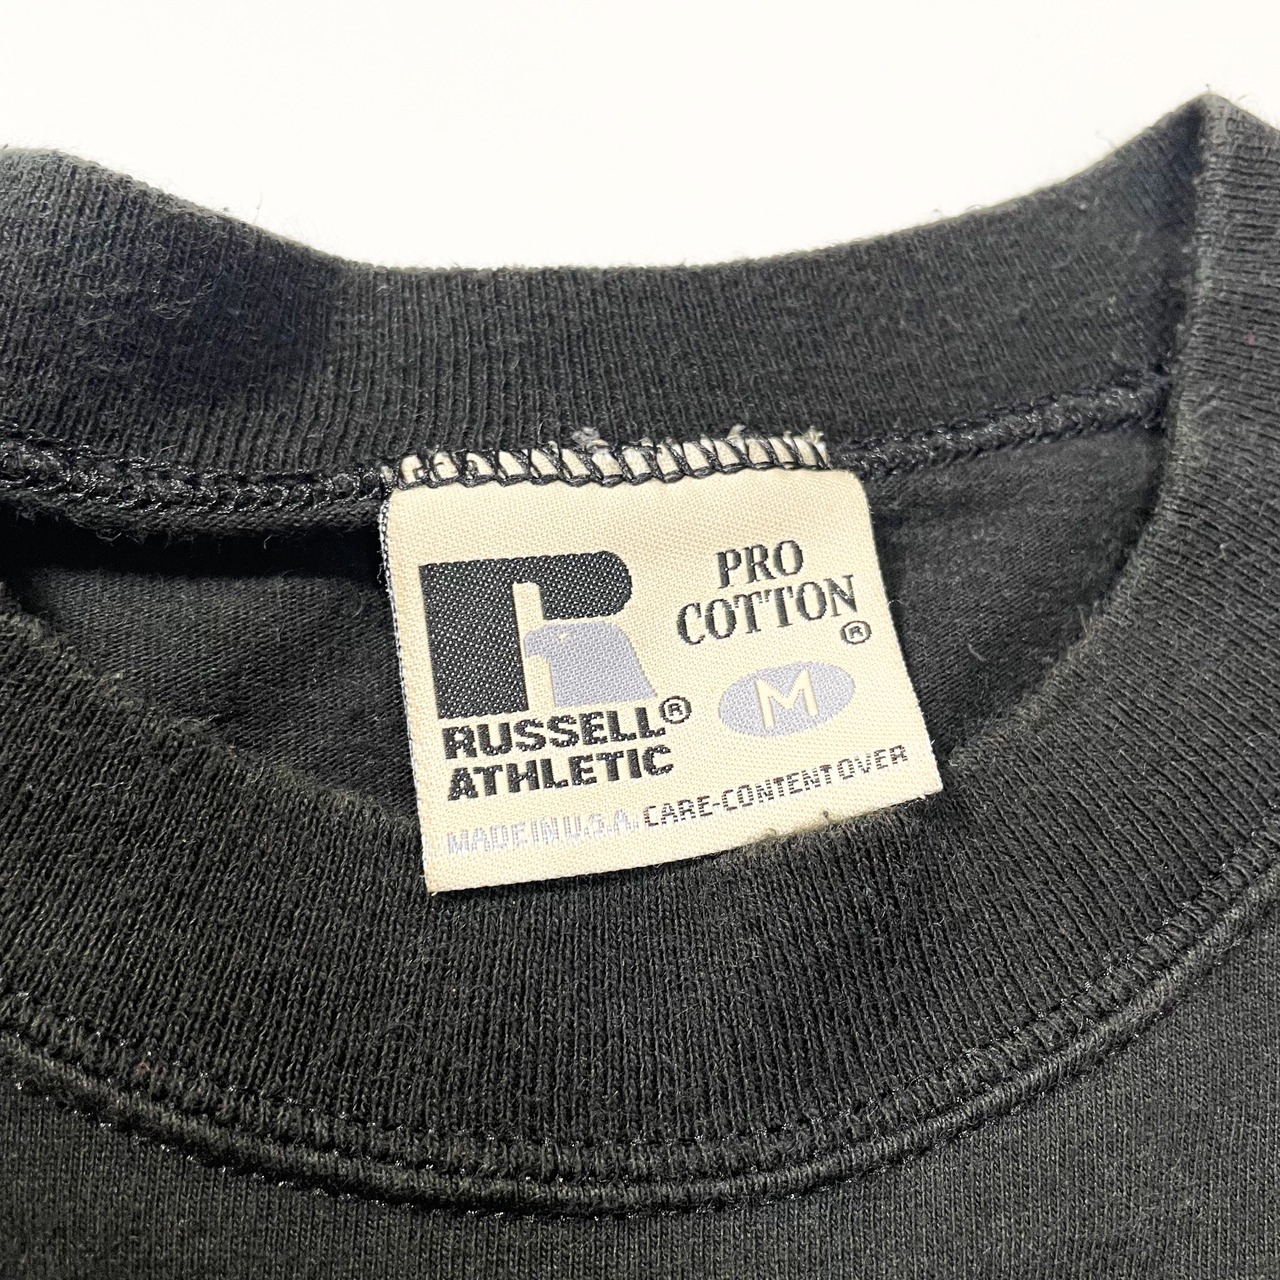 PRO
COTTON®
M
RUSSELL®
ATHLETIC
MADE IN U.S.A. CARE-CONTENT OVER